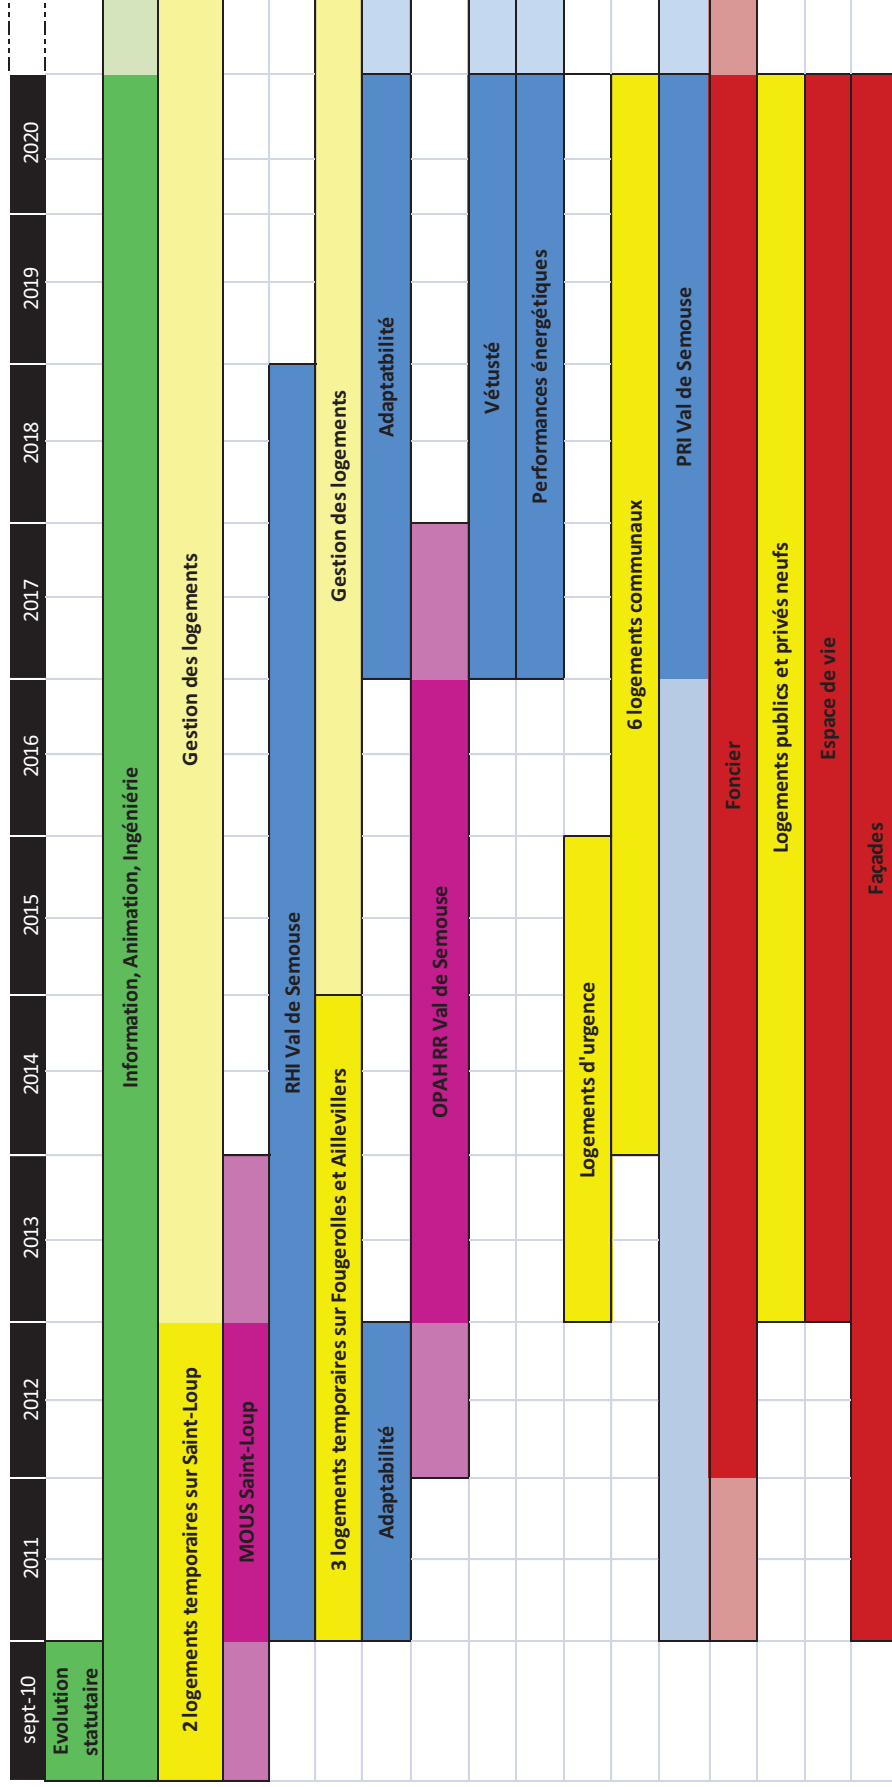 sept-10 2011 2012 2013 2014 2015 2016 2017 2018 2019 2020
Evolution
statutaire
Information, Animation, Ingéniérie
2 logements temporaires sur Saint-Loup Gestion des logements
MOUS Saint-Loup
RHI Val de Semouse
3 logements temporaires sur Fougerolles et Aillevillers Gestion des logements
Adaptabilité Adaptatbilité
OPAH RR Val de Semouse
Vétusté
Performances énergétiques
Logements d'urgence
6 logements communaux
PRI Val de Semouse
Foncier
Logements publics et privés neufs
Espace de vie
Façades